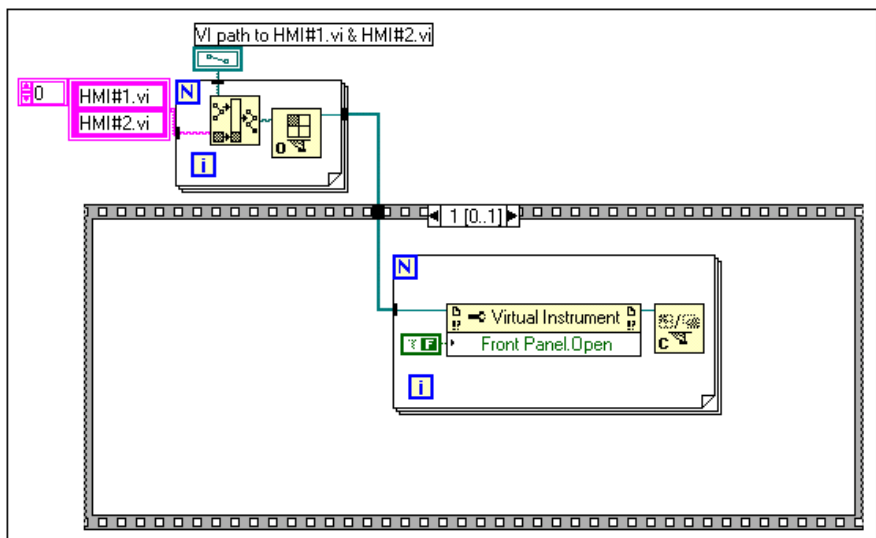 VI path to HMI#1.vi & HMI#2.vi
N
0
HMI#1.vi
HMI#2.vi
O
i
1 [0..1]
N
Virtual Instrument
F
Front Panel.Open
C
i